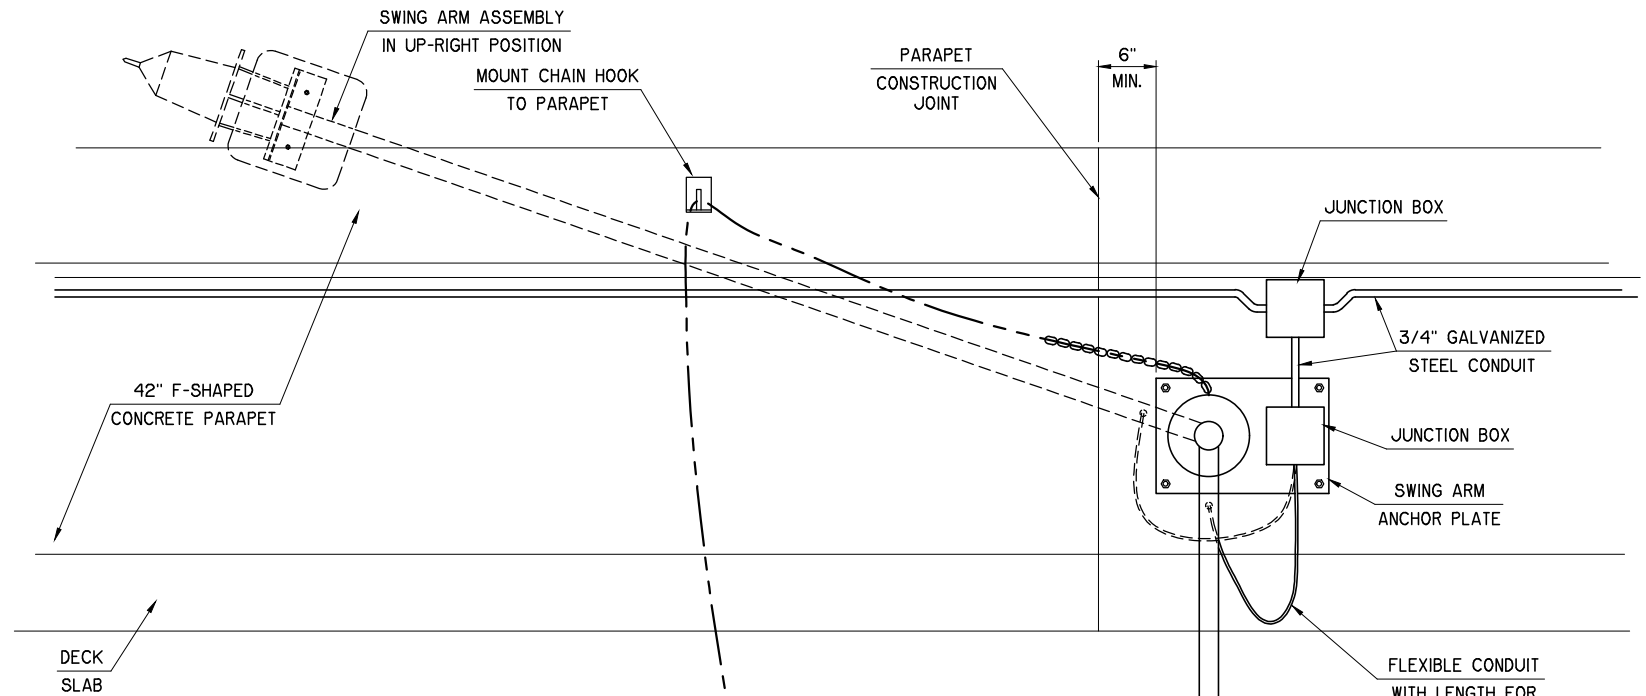 SWING ARM ASSEMBLY
IN UP-RIGHT POSITION
MOUNT CHAIN HOOK
TO PARAPET
PARAPET
CONSTRUCTION
JOINT
6"
MIN.
JUNCTION BOX
3/4" GALVANIZED
STEEL CONDUIT
42" F-SHAPED
CONCRETE PARAPET
JUNCTION BOX
SWING ARM
ANCHOR PLATE
DECK
SLAB
FLEXIBLE CONDUIT
WITH LENGTH FOR